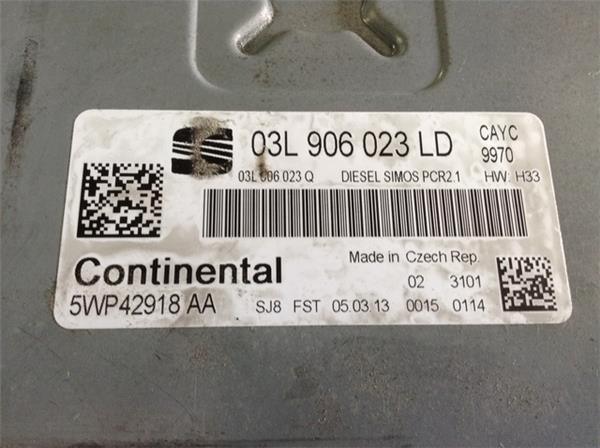 03L 906 023 LD CAYC
9970
03L 906 023 Q DIESEL SIMOS PCR2.1 HW: H33
Continental Made in Czech Rep.
02 3101
5WP42918 AA SJ8 FST 05.03.13 0015 0114